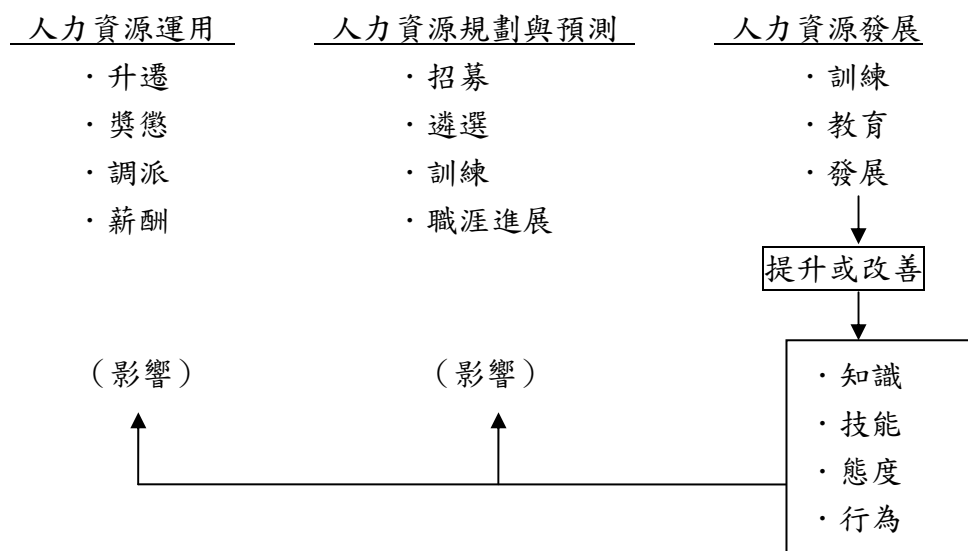 人力資源運用
・升遷
・獎懲
・調派
・薪酬
人力資源規劃與預測
・招募
・遴選
・訓練
・職涯進展
人力資源發展
・訓練
・教育
・發展
提升或改善
・知識
・技能
・態度
・行為
（影響）
（影響）